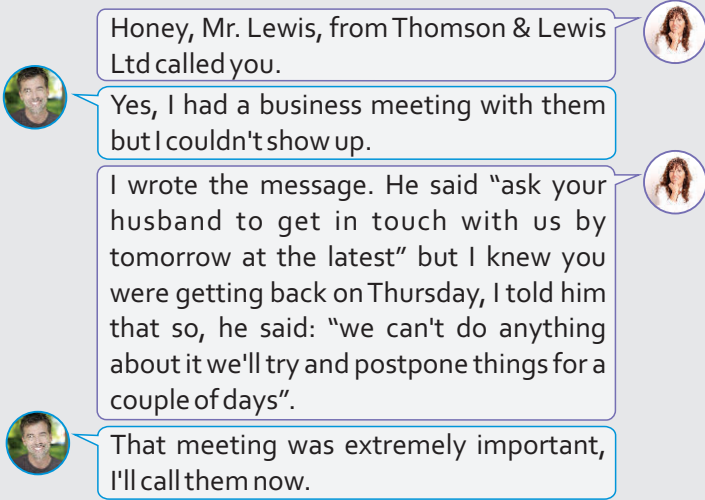 Honey, Mr. Lewis, from Thomson & Lewis
Ltd called you.
Yes, I had a business meeting with them
but I couldn't show up.
I wrote the message. He said “ask your
husband to get in touch with us by
tomorrow at the latest” but I knew you
were getting back on Thursday, I told him
that so, he said: “we can't do anything
about it we'll try and postpone things for a
couple of days”.
That meeting was extremely important,
I'll call them now.